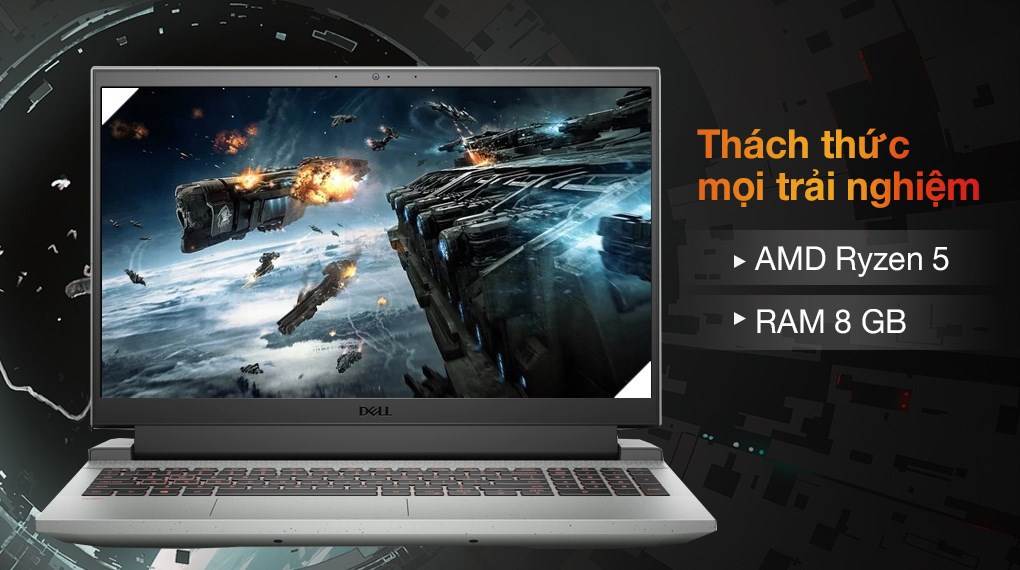 Thách thức
mọi trải nghiệm
AMD Ryzen 5
RAM 8 GB
DELL